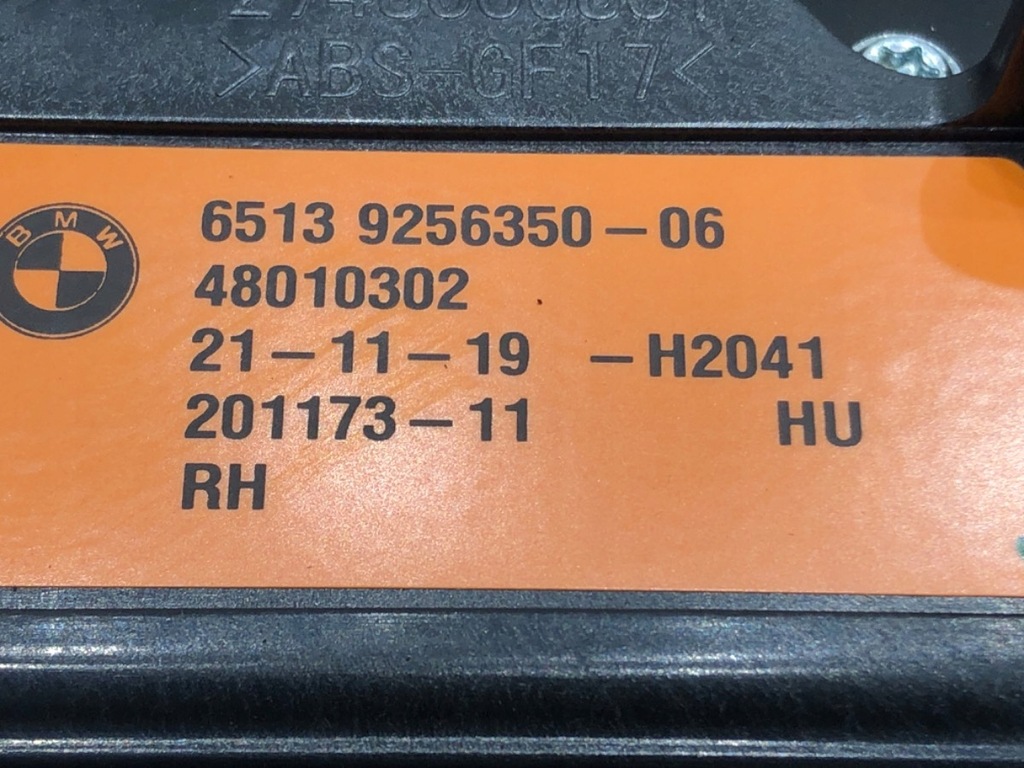 >ABS-GF17<
BMW
6513 9256350-06
48010302
21-11-19 -H2041
201173-11 HU
RH